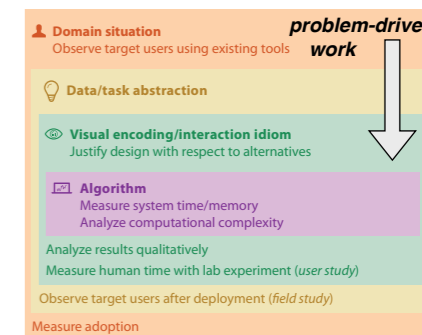 Domain situation
Observe target users using existing tools
problem-drive
work
Data/task abstraction
Visual encoding/interaction idiom
Justify design with respect to alternatives
Algorithm
Measure system time/memory
Analyze computational complexity
Analyze results qualitatively
Measure human time with lab experiment (user study)
Observe target users after deployment (field study)
Measure adoption